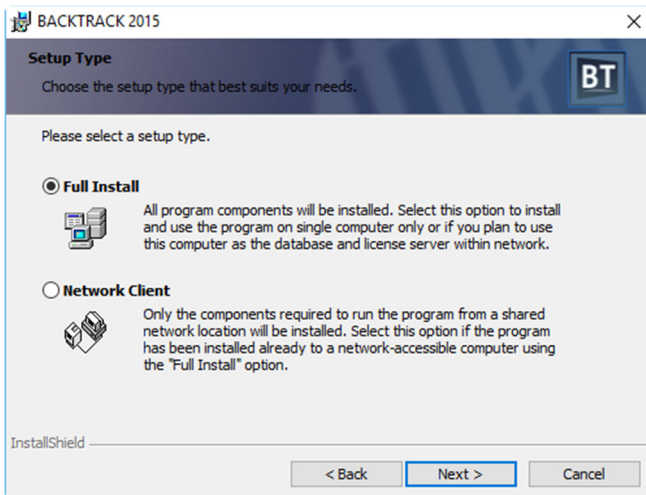 BACKTRACK 2015
Setup Type
Choose the setup type that best suits your needs.
BT
Please select a setup type.
Full Install
All program components will be installed. Select this option to install
and use the program on single computer only or if you plan to use
this computer as the database and license server within network.
Network Client
Only the components required to run the program from a shared
network location will be installed. Select this option if the program
has been installed already to a network-accessible computer using
the "Full Install" option.
InstallShield
< Back
Next >
Cancel